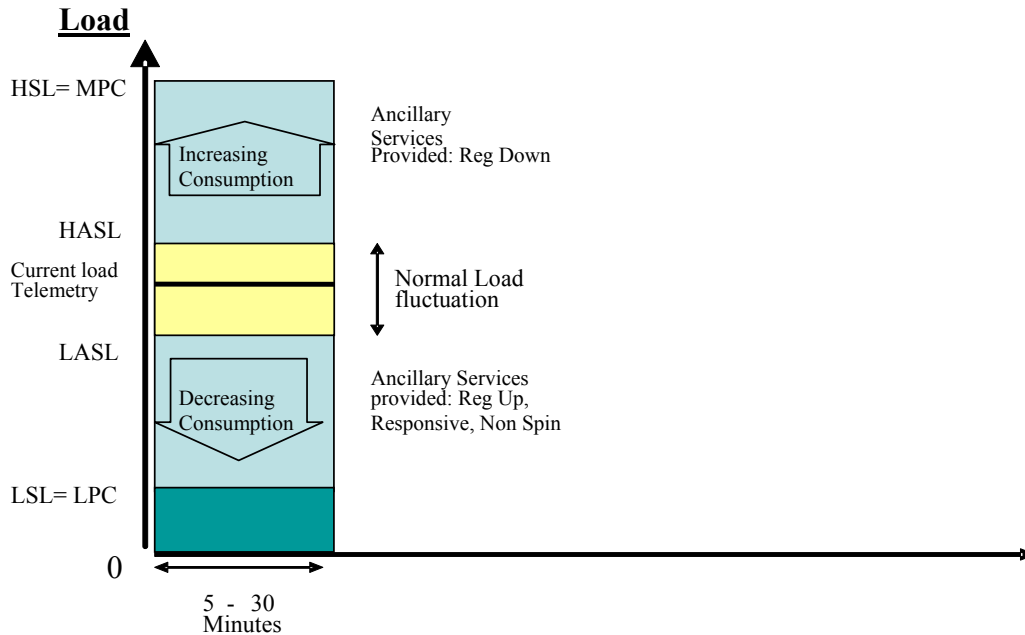 Load
HSL= MPC
Ancillary
Services
Provided: Reg Down
Increasing
Consumption
HASL
Current load
Telemetry
Normal Load
fluctuation
LASL
Ancillary Services
provided: Reg Up,
Responsive, Non Spin
Decreasing
Consumption
LSL= LPC
0
5 - 30
Minutes